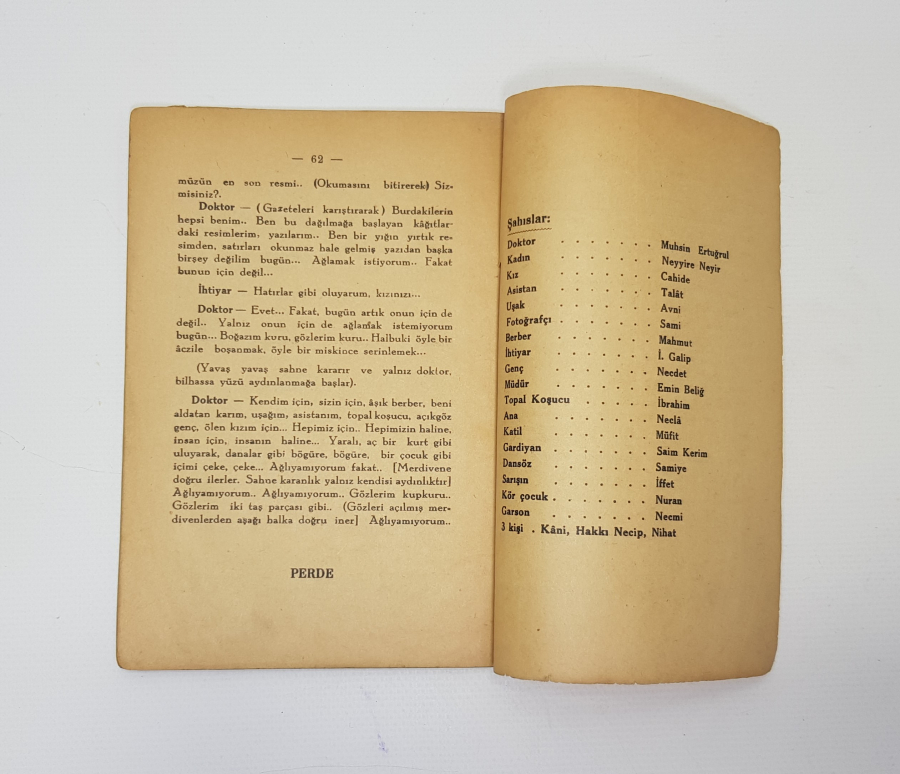 — 62 —
müzün en son resmi.. (Okumasını bitirerek) Siz-
misiniz?.
Doktor — (Gazeteleri karıştırarak) Burdakilerin
hepsi benim.. Ben bu dağılmağa başlayan kâğıtlar-
daki resimlerim, yazılarım.. Ben bir yığın yırtık re-
simden, satırları okunmaz hale gelmiş yazıdan başka
birşey değilim bugün... Ağlamak istiyorum.. Fakat
bunun için değil...
İhtiyar — Hatırlar gibi oluyarum, kızınızı...
Doktor — Evet... Fakat, bugün artık onun için de
değil.. Yalnız onun için de ağlamak istemiyorum
bugün... Boğazım kuru, gözlerim kuru.. Halbuki öyle bir
âczile boşanmak, öyle bir miskince serinlemek...
(Yavaş yavaş sahne kararır ve yalnız doktor,
bilhassa yüzü aydınlanmağa başlar).
Doktor — Kendim için, sizin için, âşık berber, beni
aldatan karım, uşağım, asistanım, topal koşucu, açıkgöz
genç, ölen kızım için... Hepimiz için.. Hepimizin haline,
insan için, insanın haline... Yaralı, aç bir kurt gibi
uluyarak, danalar gibi böğüre, böğüre, bir çocuk gibi
içimi çeke, çeke... Ağlıyamıyorum fakat.. [Merdivene
doğru ilerler. Sahne karanlık yalnız kendisi aydınlıktır]
Ağlıyamıyorum.. Ağlıyamıyorum.. Gözlerim kupkuru..
Gözlerim iki taş parçası gibi.. (Gözleri açılmış mer-
divenlerden aşağı halka doğru iner] Ağlıyamıyorum..
PERDE
Şahıslar:
Doktor . . . . . . . Muhsin Ertuğrul
Kadın . . . . . . . Neyyire Neyir
Kız . . . . . . . Cahide
Asistan . . . . . . . Talât
Uşak . . . . . . . Avni
Fotoğrafçı . . . . . . . Sami
Berber . . . . . . . Mahmut
İhtiyar . . . . . . . İ. Galip
Genç . . . . . . . Necdet
Müdür . . . . . . . Emin Beliğ
Topal Koşucu . . . . . . İbrahim
Ana . . . . . . . Neclâ
Katil . . . . . . . Müfit
Gardiyan . . . . . . . Saim Kerim
Dansöz . . . . . . . Samiye
Sarışın . . . . . . . İffet
Kör çocuk . . . . . . . Nuran
Garson . . . . . . . Necmi
3 kişi . Kâni, Hakkı Necip, Nihat